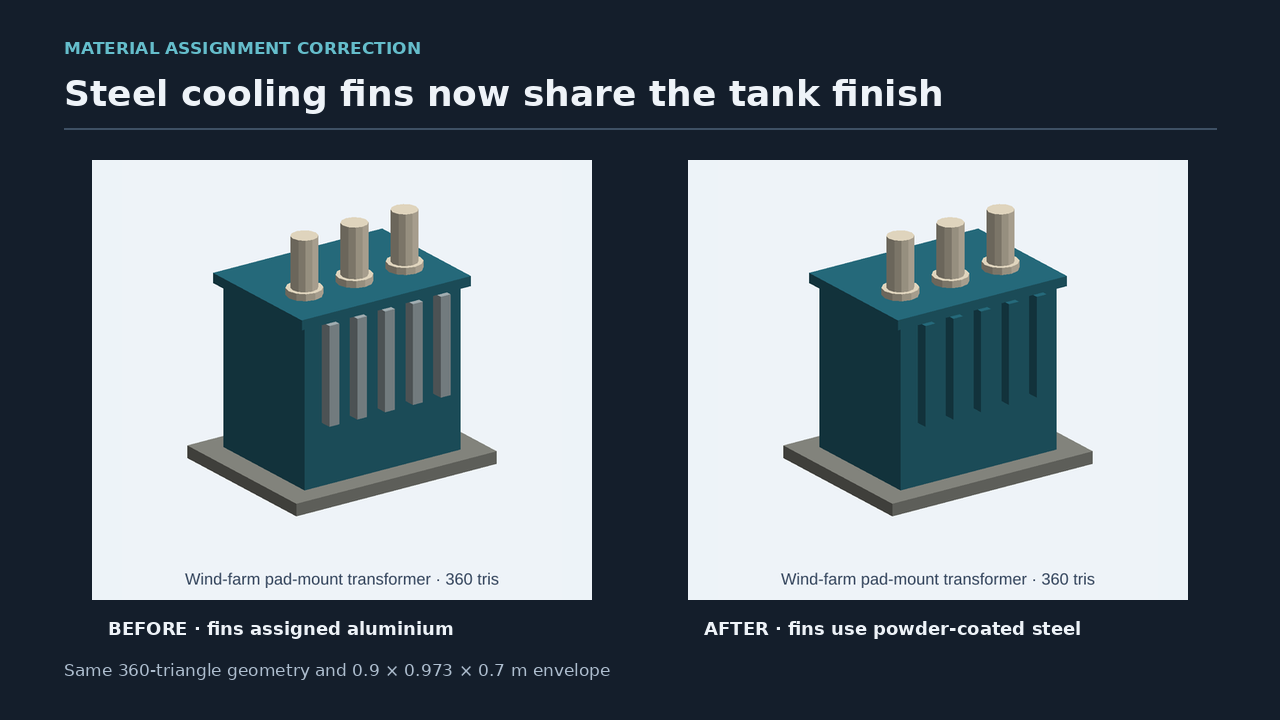 MATERIAL ASSIGNMENT CORRECTION
Steel cooling fins now share the tank finish
Wind-farm pad-mount transformer · 360 tris
Wind-farm pad-mount transformer · 360 tris
BEFORE · fins assigned aluminium
AFTER · fins use powder-coated steel
Same 360-triangle geometry and 0.9 × 0.973 × 0.7 m envelope